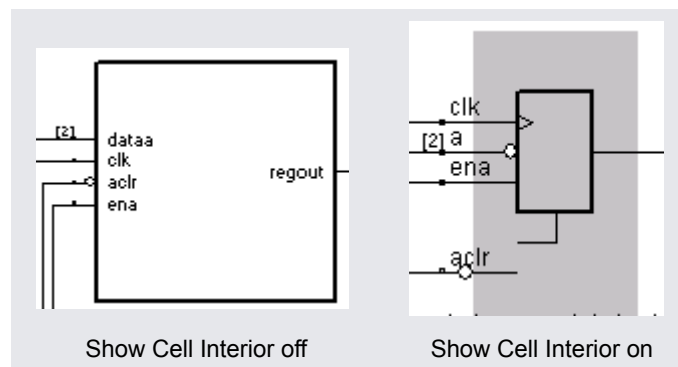 [2]
dataa
clk
aclr
ena
regout
clk
[2] a
ena
aclr
Show Cell Interior off
Show Cell Interior on